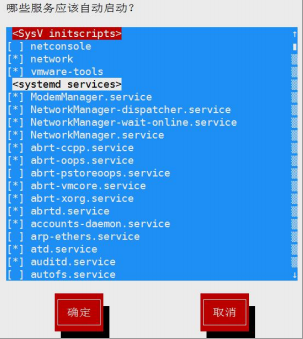 哪些服务应该自动启动?
<SysV initscripts>
[ ] netconsole
[*] network
[*] vmware-tools
<systemd services>
[*] ModemManager.service
[*] NetworkManager-dispatcher.service
[*] NetworkManager-wait-online.service
[*] NetworkManager.service
[*] abrt-ccpp.service
[*] abrt-oops.service
[ ] abrt-pstoreoops.service
[*] abrt-vmcore.service
[*] abrt-xorg.service
[*] abrtd.service
[*] accounts-daemon.service
[ ] arp-ethers.service
[*] atd.service
[*] auditd.service
[ ] autofs.service
确定 取消